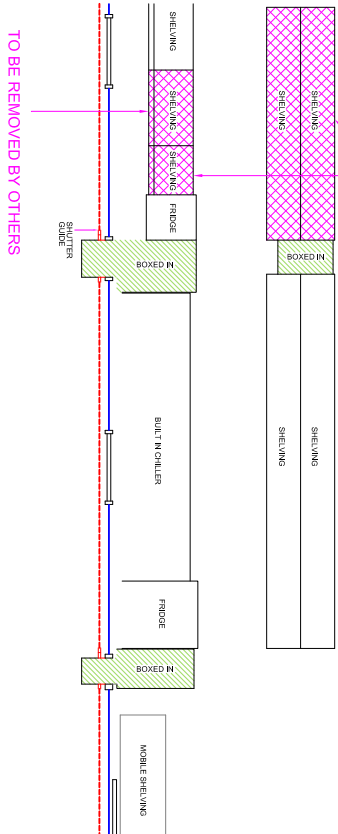 SHELVING
SHELVING
SHELVING
SHELVING
SHELVING
FRIDGE
BOXED IN
BOXED IN
SHUTTER
GUIDE
TO BE REMOVED BY OTHERS
BUILT IN CHILLER
SHELVING
SHELVING
FRIDGE
BOXED IN
MOBILE SHELVING